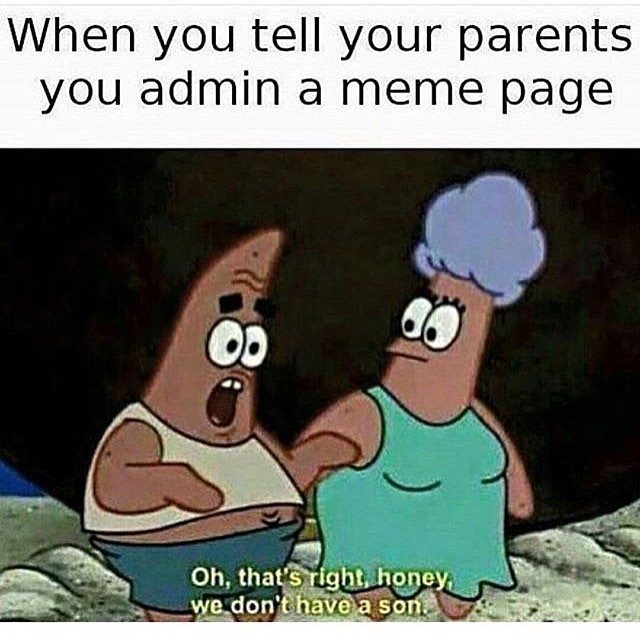 When you tell your parents
you admin a meme page
Oh, that's right, honey,
we don't have a son.